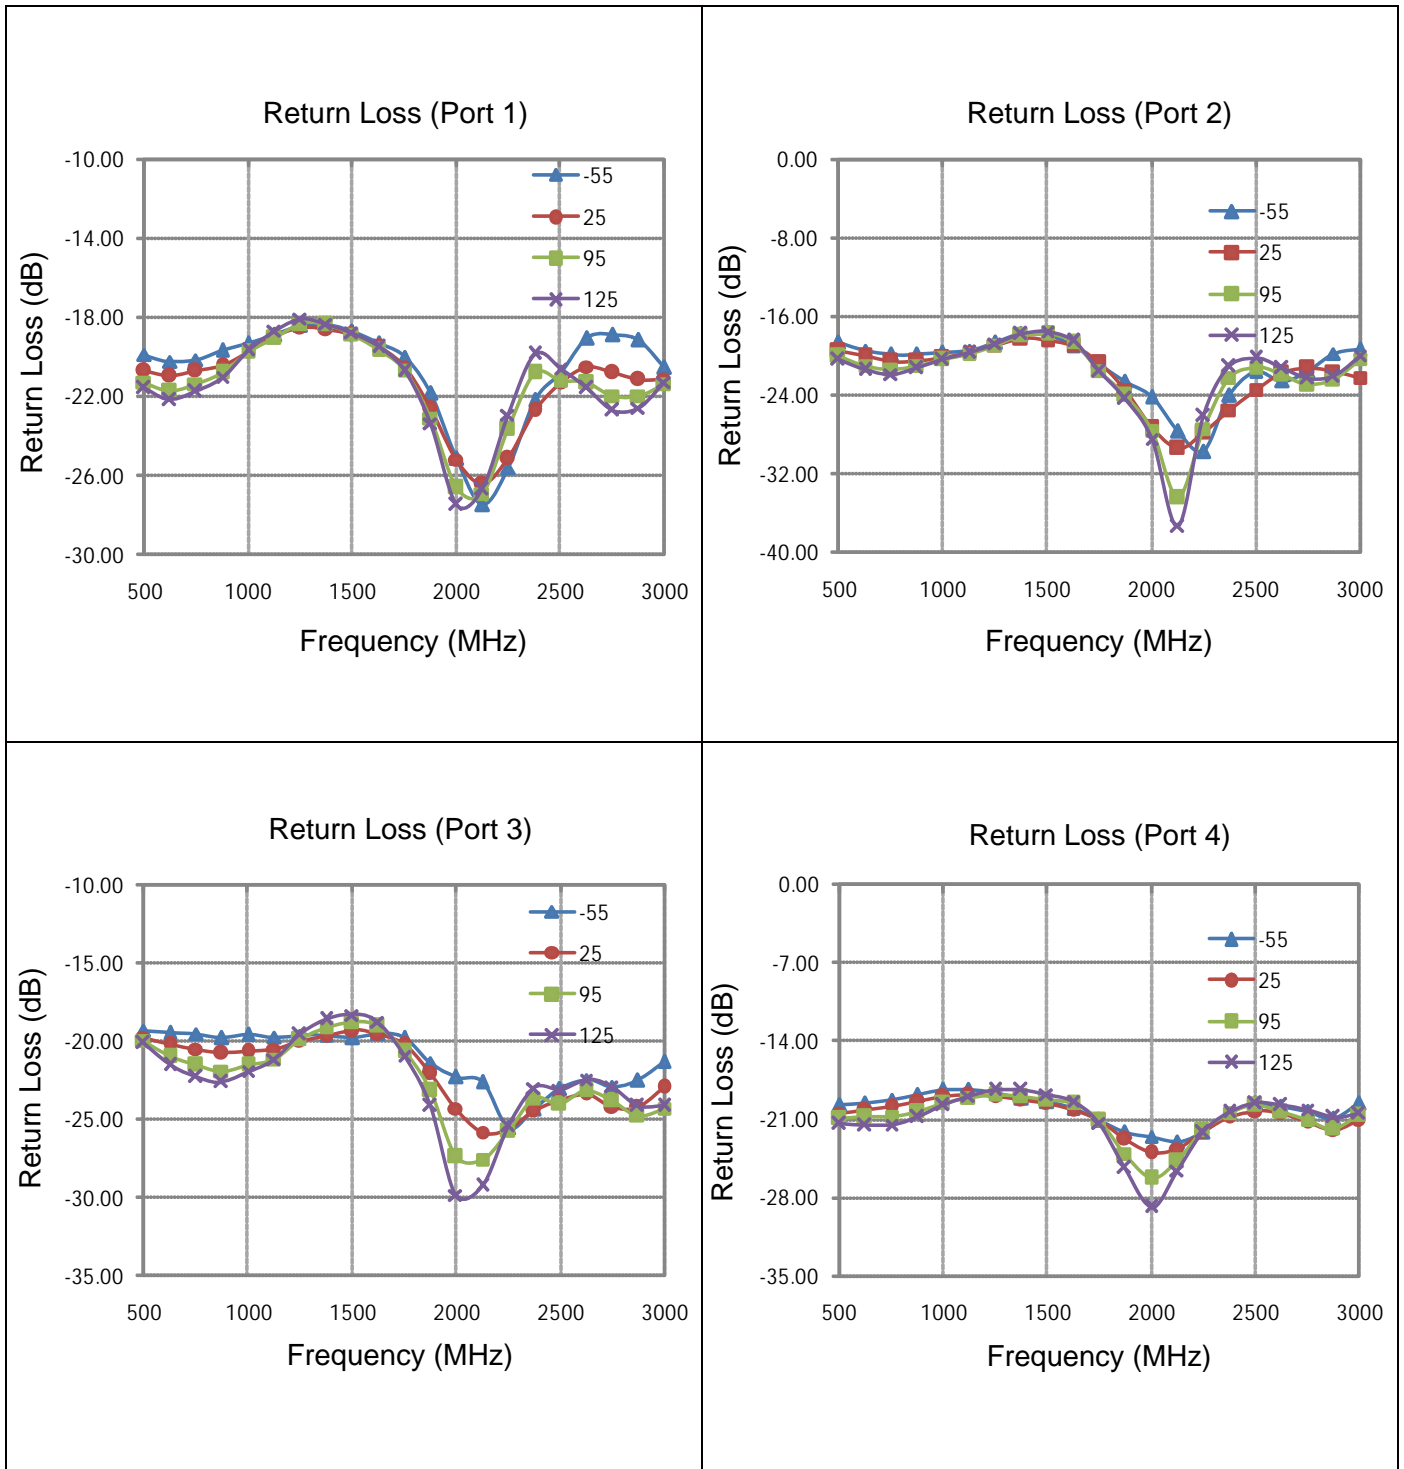 Return Loss (Port 1)
Return Loss (dB)
-10.00
-14.00
-18.00
-22.00
-26.00
-30.00
-55
25
95
125
500 1000 1500 2000 2500 3000
Frequency (MHz)
Return Loss (Port 2)
Return Loss (dB)
0.00
-8.00
-16.00
-24.00
-32.00
-40.00
-55
25
95
125
500 1000 1500 2000 2500 3000
Frequency (MHz)
Return Loss (Port 3)
Return Loss (dB)
-10.00
-15.00
-20.00
-25.00
-30.00
-35.00
-55
25
95
125
500 1000 1500 2000 2500 3000
Frequency (MHz)
Return Loss (Port 4)
Return Loss (dB)
0.00
-7.00
-14.00
-21.00
-28.00
-35.00
-55
25
95
125
500 1000 1500 2000 2500 3000
Frequency (MHz)